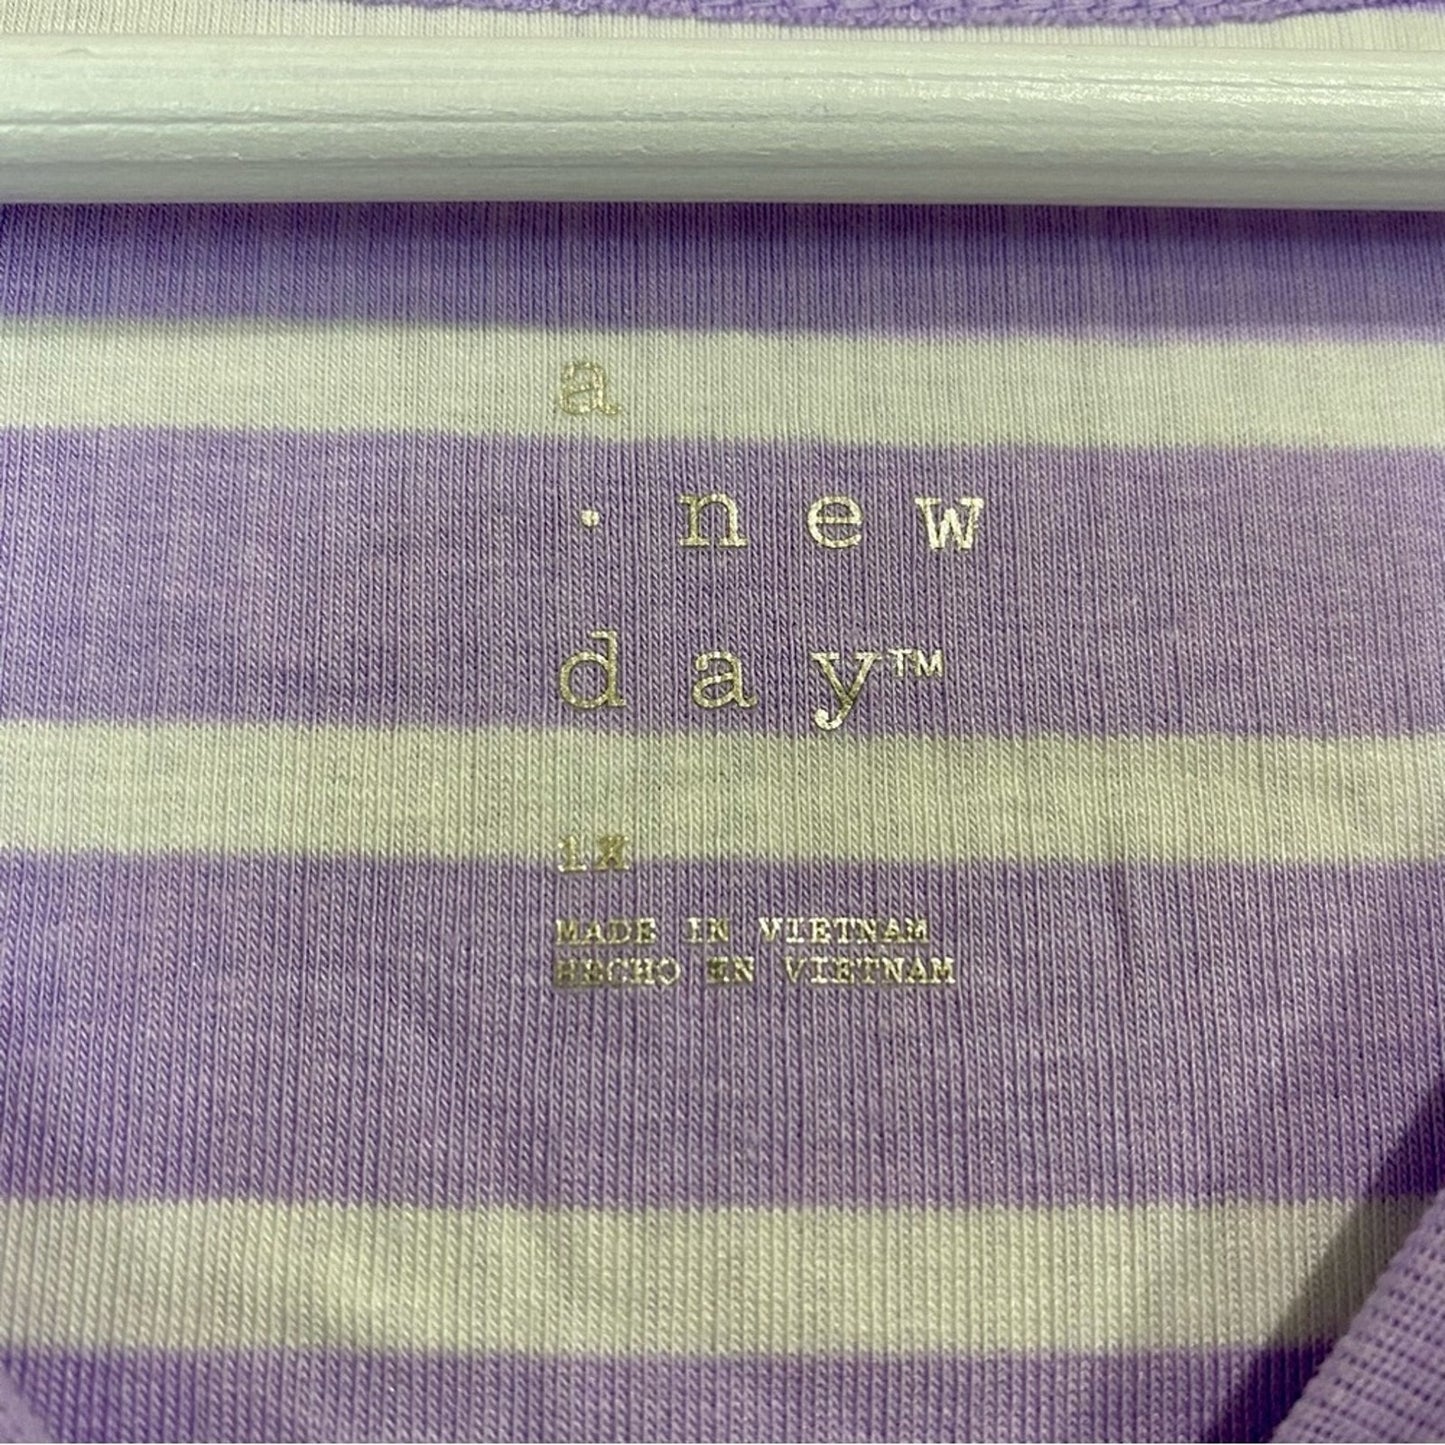 a
· new
day™
1X
MADE IN VIETNAM
HECHO EN VIETNAM